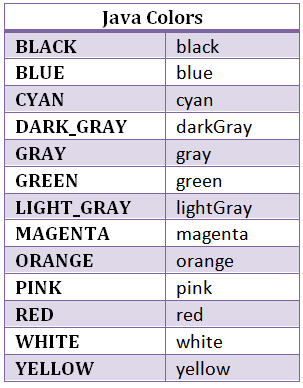 Java Colors
BLACK black
BLUE blue
CYAN cyan
DARK_GRAY darkGray
GRAY gray
GREEN green
LIGHT_GRAY lightGray
MAGENTA magenta
ORANGE orange
PINK pink
RED red
WHITE white
YELLOW yellow